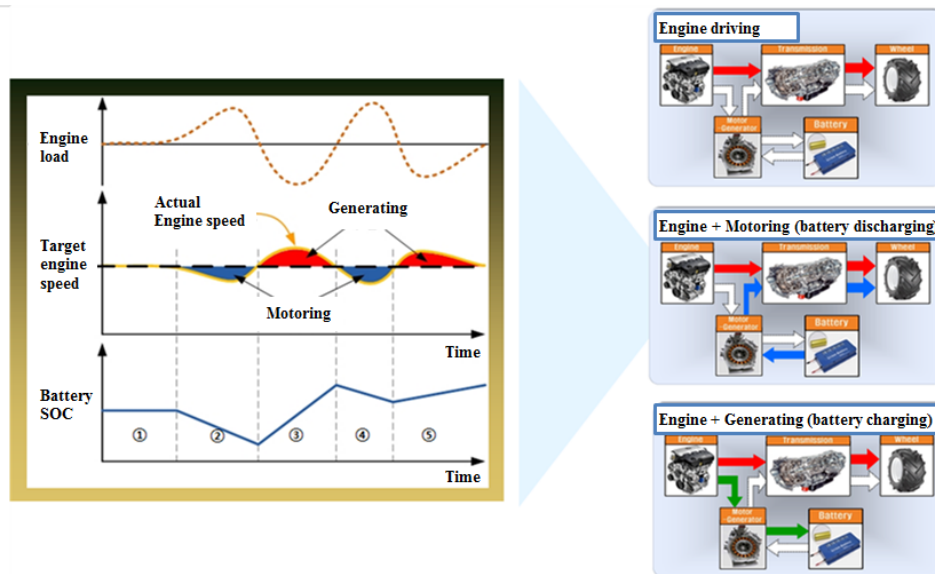 Engine
load
Actual
Engine speed
Generating
Target
engine
speed
Motoring
Time
Battery
SOC
①
②
③
④
⑤
Time
Engine driving
Engine
Transmission
Wheel
Motor
-Generator
Battery
Engine + Motoring (battery discharging)
Engine
Transmission
Wheel
Motor
-Generator
Battery
Engine + Generating (battery charging)
Engine
Transmission
Wheel
Motor
-Generator
Battery